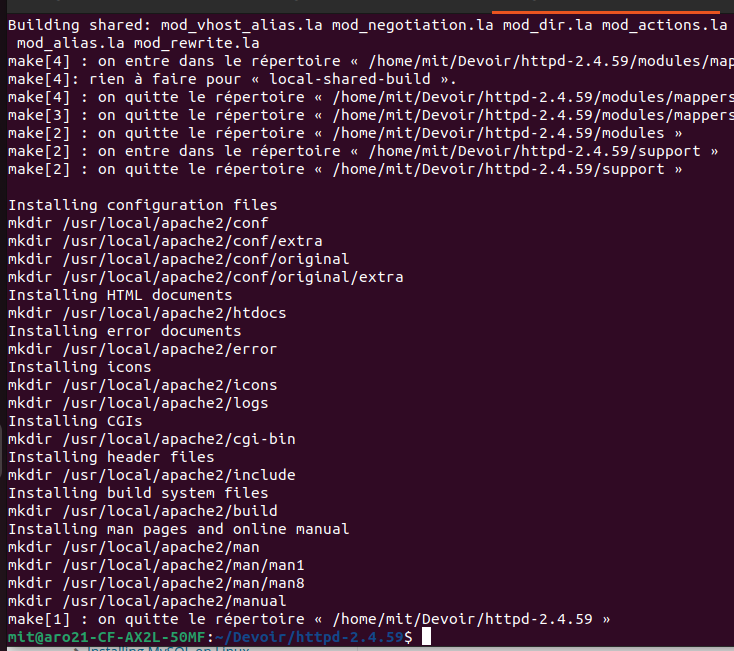 Building shared: mod_vhost_alias.la mod_negotiation.la mod_dir.la mod_actions.la
 mod_alias.la mod_rewrite.la
make[4] : on entre dans le répertoire « /home/mit/Devoir/httpd-2.4.59/modules/map
make[4]: rien à faire pour « local-shared-build ».
make[4] : on quitte le répertoire « /home/mit/Devoir/httpd-2.4.59/modules/mappers
make[3] : on quitte le répertoire « /home/mit/Devoir/httpd-2.4.59/modules/mappers
make[2] : on quitte le répertoire « /home/mit/Devoir/httpd-2.4.59/modules »
make[2] : on entre dans le répertoire « /home/mit/Devoir/httpd-2.4.59/support »
make[2] : on quitte le répertoire « /home/mit/Devoir/httpd-2.4.59/support »
Installing configuration files
mkdir /usr/local/apache2/conf
mkdir /usr/local/apache2/conf/extra
mkdir /usr/local/apache2/conf/original
mkdir /usr/local/apache2/conf/original/extra
Installing HTML documents
mkdir /usr/local/apache2/htdocs
Installing error documents
mkdir /usr/local/apache2/error
Installing icons
mkdir /usr/local/apache2/icons
mkdir /usr/local/apache2/logs
Installing CGIs
mkdir /usr/local/apache2/cgi-bin
Installing header files
mkdir /usr/local/apache2/include
Installing build system files
mkdir /usr/local/apache2/build
Installing man pages and online manual
mkdir /usr/local/apache2/man
mkdir /usr/local/apache2/man/man1
mkdir /usr/local/apache2/man/man8
mkdir /usr/local/apache2/manual
make[1] : on quitte le répertoire « /home/mit/Devoir/httpd-2.4.59 »
mit@aro21-CF-AX2L-50MF:~/Devoir/httpd-2.4.59$
Installing MySQL on Linux